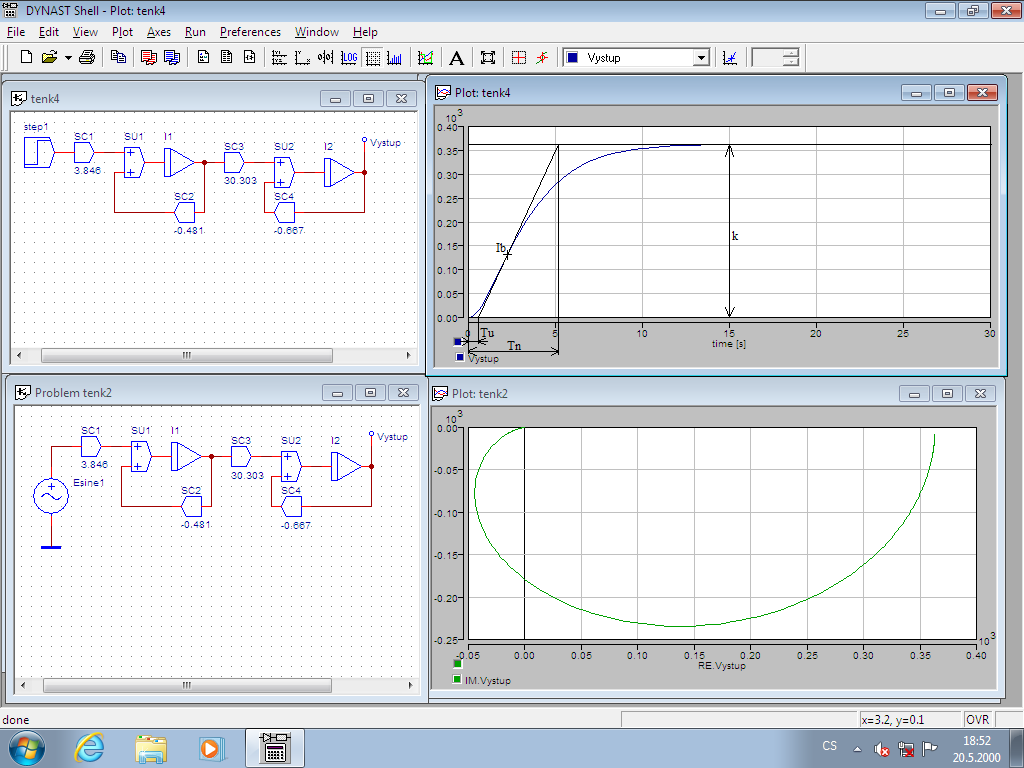 DYNAST Shell - Plot: tenk4
File Edit View Plot Axes Run Preferences Window Help
LOG
A
Vystup
tenk4
step1
SC1
SU1
I1
SC3
SU2
I2
Vystup
3.846
30.303
SC2
SC4
-0.481
-0.667
Plot: tenk4
10³
0.40
0.35
0.30
0.25
0.20
0.15
0.10
0.05
0.00
Ib
k
0 5 10 15 20 25 30
Tu
time [s]
Tn
Vystup
Problem tenk2
SC1
SU1
I1
SC3
SU2
I2
Vystup
3.846
30.303
Esine1
SC2
SC4
-0.481
-0.667
Plot: tenk2
10³
0.00
-0.05
-0.10
-0.15
-0.20
-0.25
10³
-0.05 0.00 0.05 0.10 0.15 0.20 0.25 0.30 0.35 0.40
RE.Vystup
IM.Vystup
done
x=3.2, y=0.1
OVR
CS
18:52
20.5.2000